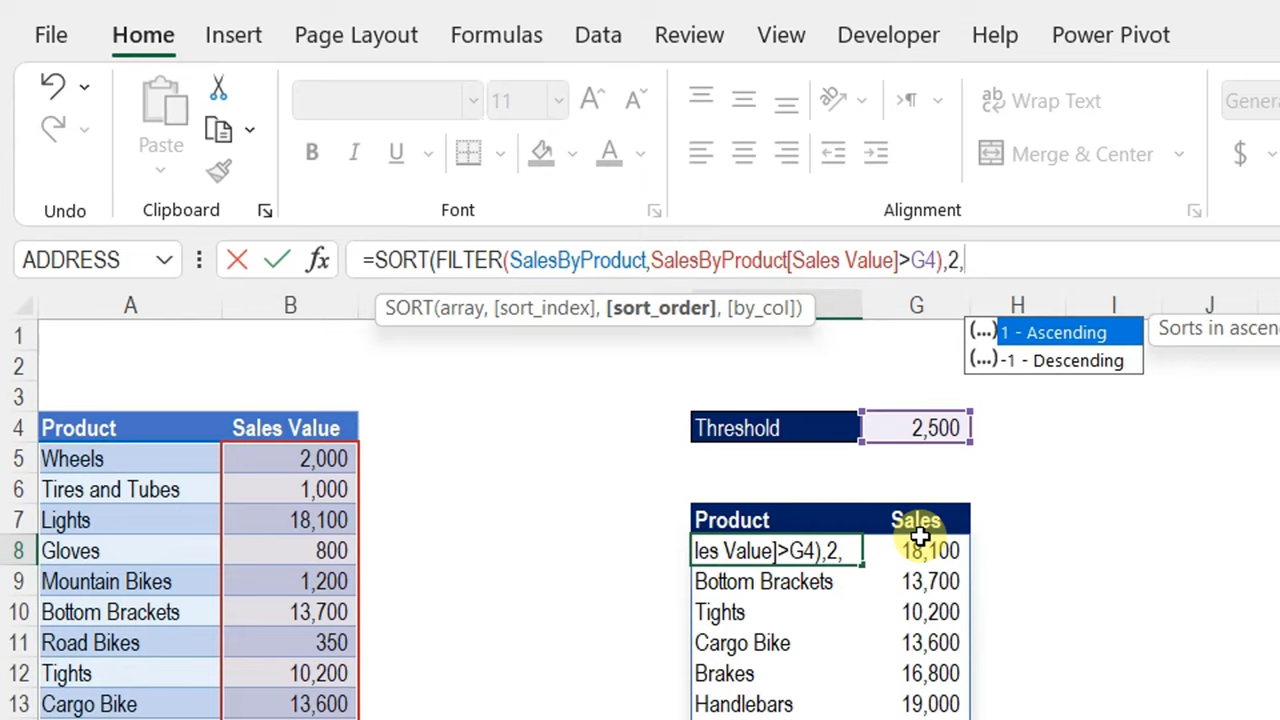 File Home Insert Page Layout Formulas Data Review View Developer Help Power Pivot
11 A^ Aˇ ab Wrap Text
Paste B I U A Merge & Center $
Undo Clipboard Font Alignment
ADDRESS fx =SORT(FILTER(SalesByProduct,SalesByProduct[Sales Value]>G4),2,
SORT(array, [sort_index], [sort_order], [by_col])
A B G H I J
(...) 1 - Ascending
(...) -1 - Descending
1
2
3
4 Product Sales Value Threshold 2,500
5 Wheels 2,000
6 Tires and Tubes 1,000
7 Lights 18,100 Product Sales
8 Gloves 800 les Value]>G4),2, 18,100
9 Mountain Bikes 1,200 Bottom Brackets 13,700
10 Bottom Brackets 13,700 Tights 10,200
11 Road Bikes 350 Cargo Bike 13,600
12 Tights 10,200 Brakes 16,800
13 Cargo Bike 13,600 Handlebars 19,000